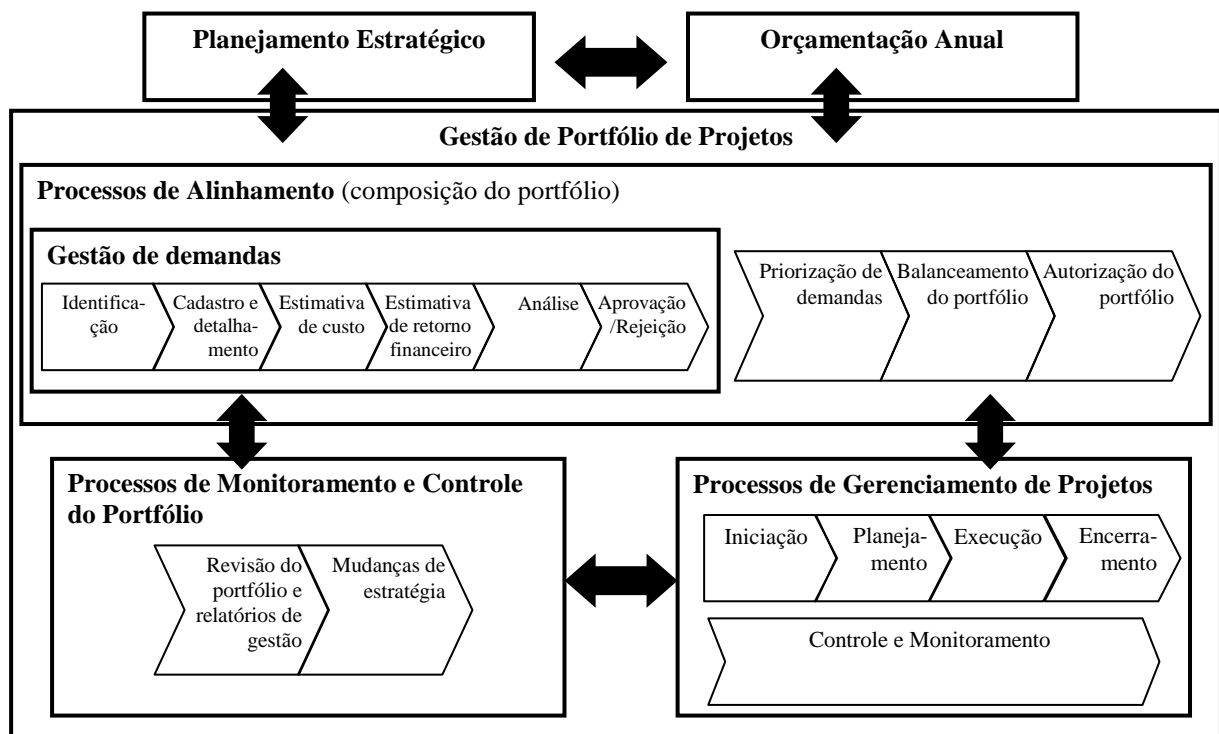 Planejamento Estratégico
Orçamentação Anual
Gestão de Portfólio de Projetos
Processos de Alinhamento (composição do portfólio)
Gestão de demandas
Identifica-
ção
Cadastro e
detalha-
mento
Estimativa
de custo
Estimativa
de retorno
financeiro
Análise
Aprovação
/Rejeição
Priorização de
demandas
Balanceamento
do portfólio
Autorização do
portfólio
Processos de Monitoramento e Controle
do Portfólio
Revisão do
portfólio e
relatórios de
gestão
Mudanças de
estratégia
Processos de Gerenciamento de Projetos
Iniciação
Planeja-
mento
Execução
Encerra-
mento
Controle e Monitoramento